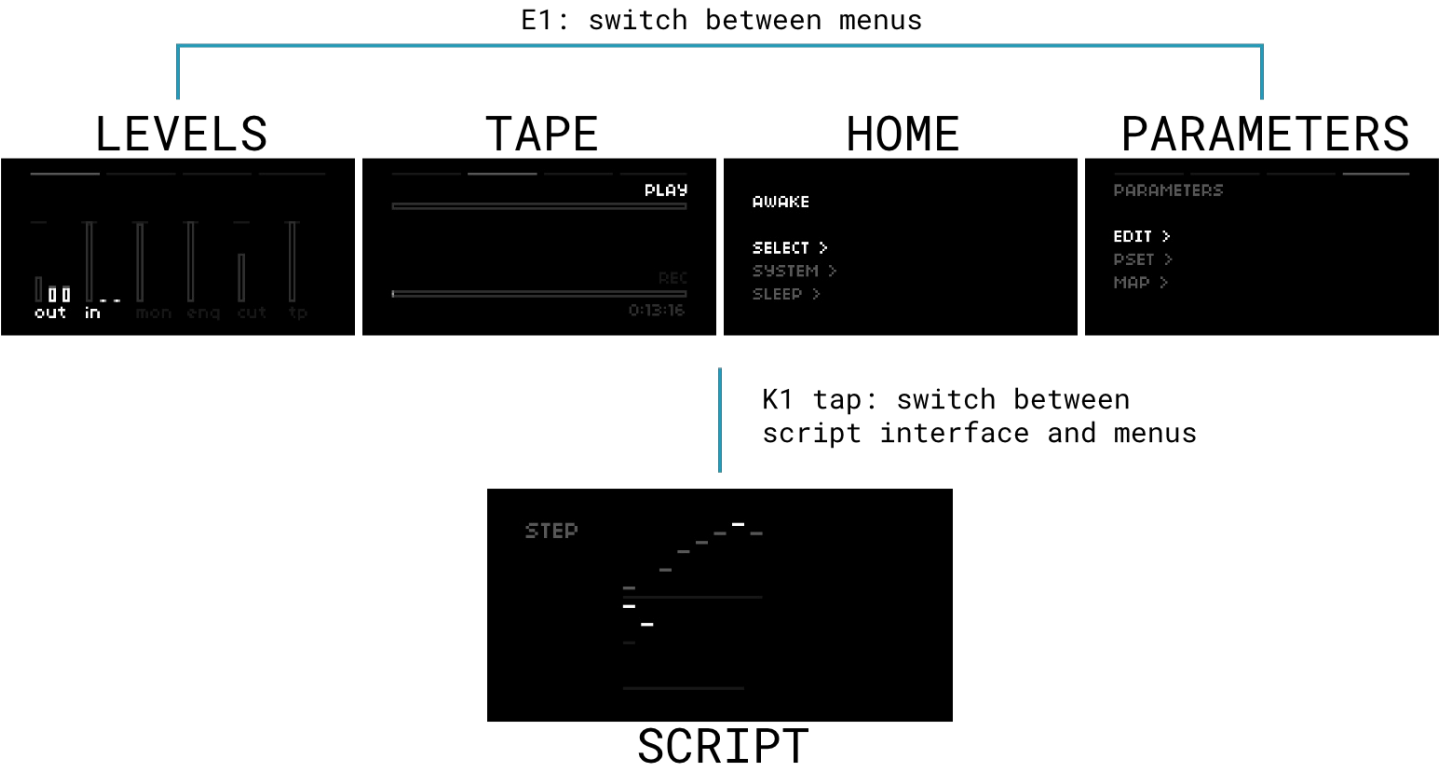 E1: switch between menus
LEVELS
TAPE
HOME
PARAMETERS
out in mon eng cut tp
PLAY
REC
0:13:16
AWAKE
SELECT >
SYSTEM >
SLEEP >
PARAMETERS
EDIT >
PSET >
MAP >
K1 tap: switch between
script interface and menus
STEP
SCRIPT